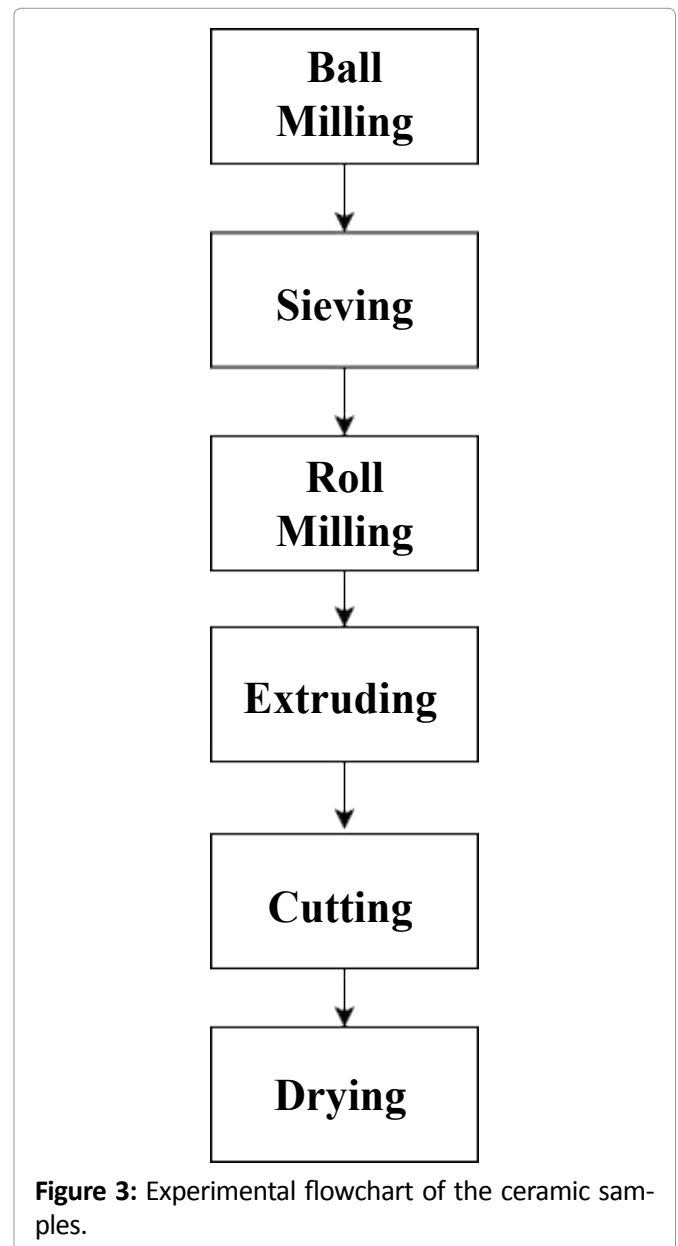 Ball
Milling
Sieving
Roll
Milling
Extruding
Cutting
Drying
Figure 3: Experimental flowchart of the ceramic sam-
ples.